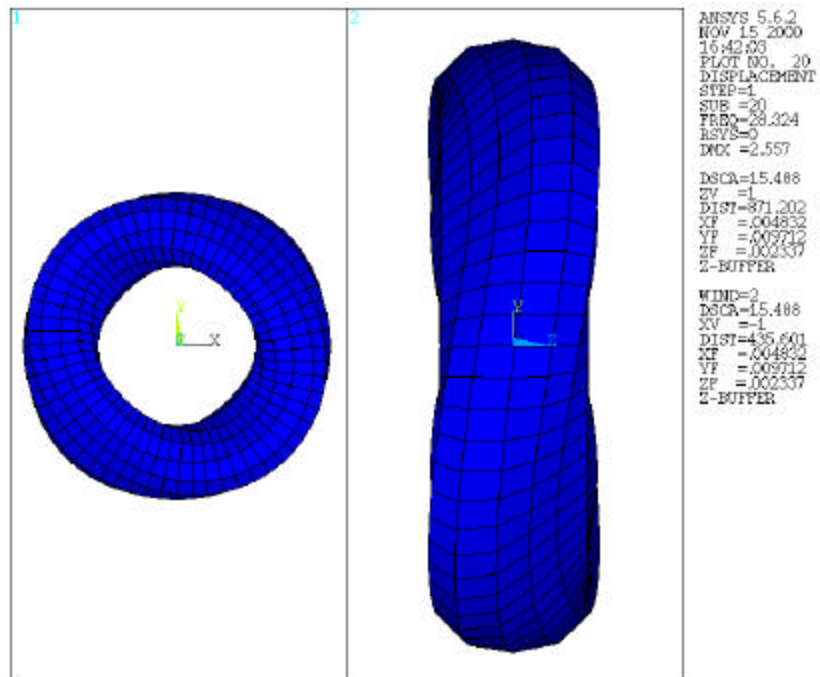 1
Y
Z X
2
Y
Z
ANSYS 5.6.2
NOV 15 2000
16:42:03
PLOT NO. 20
DISPLACEMENT
STEP=1
SUB =20
FREQ=28.324
RSYS=0
DMX =2.557
DSCA=15.488
ZV =1
DIST=871.202
XF =.004832
YF =.009712
ZF =.002337
Z-BUFFER
WIND=2
DSCA=15.488
XV =-1
DIST=435.601
XF =.004832
YF =.009712
ZF =.002337
Z-BUFFER